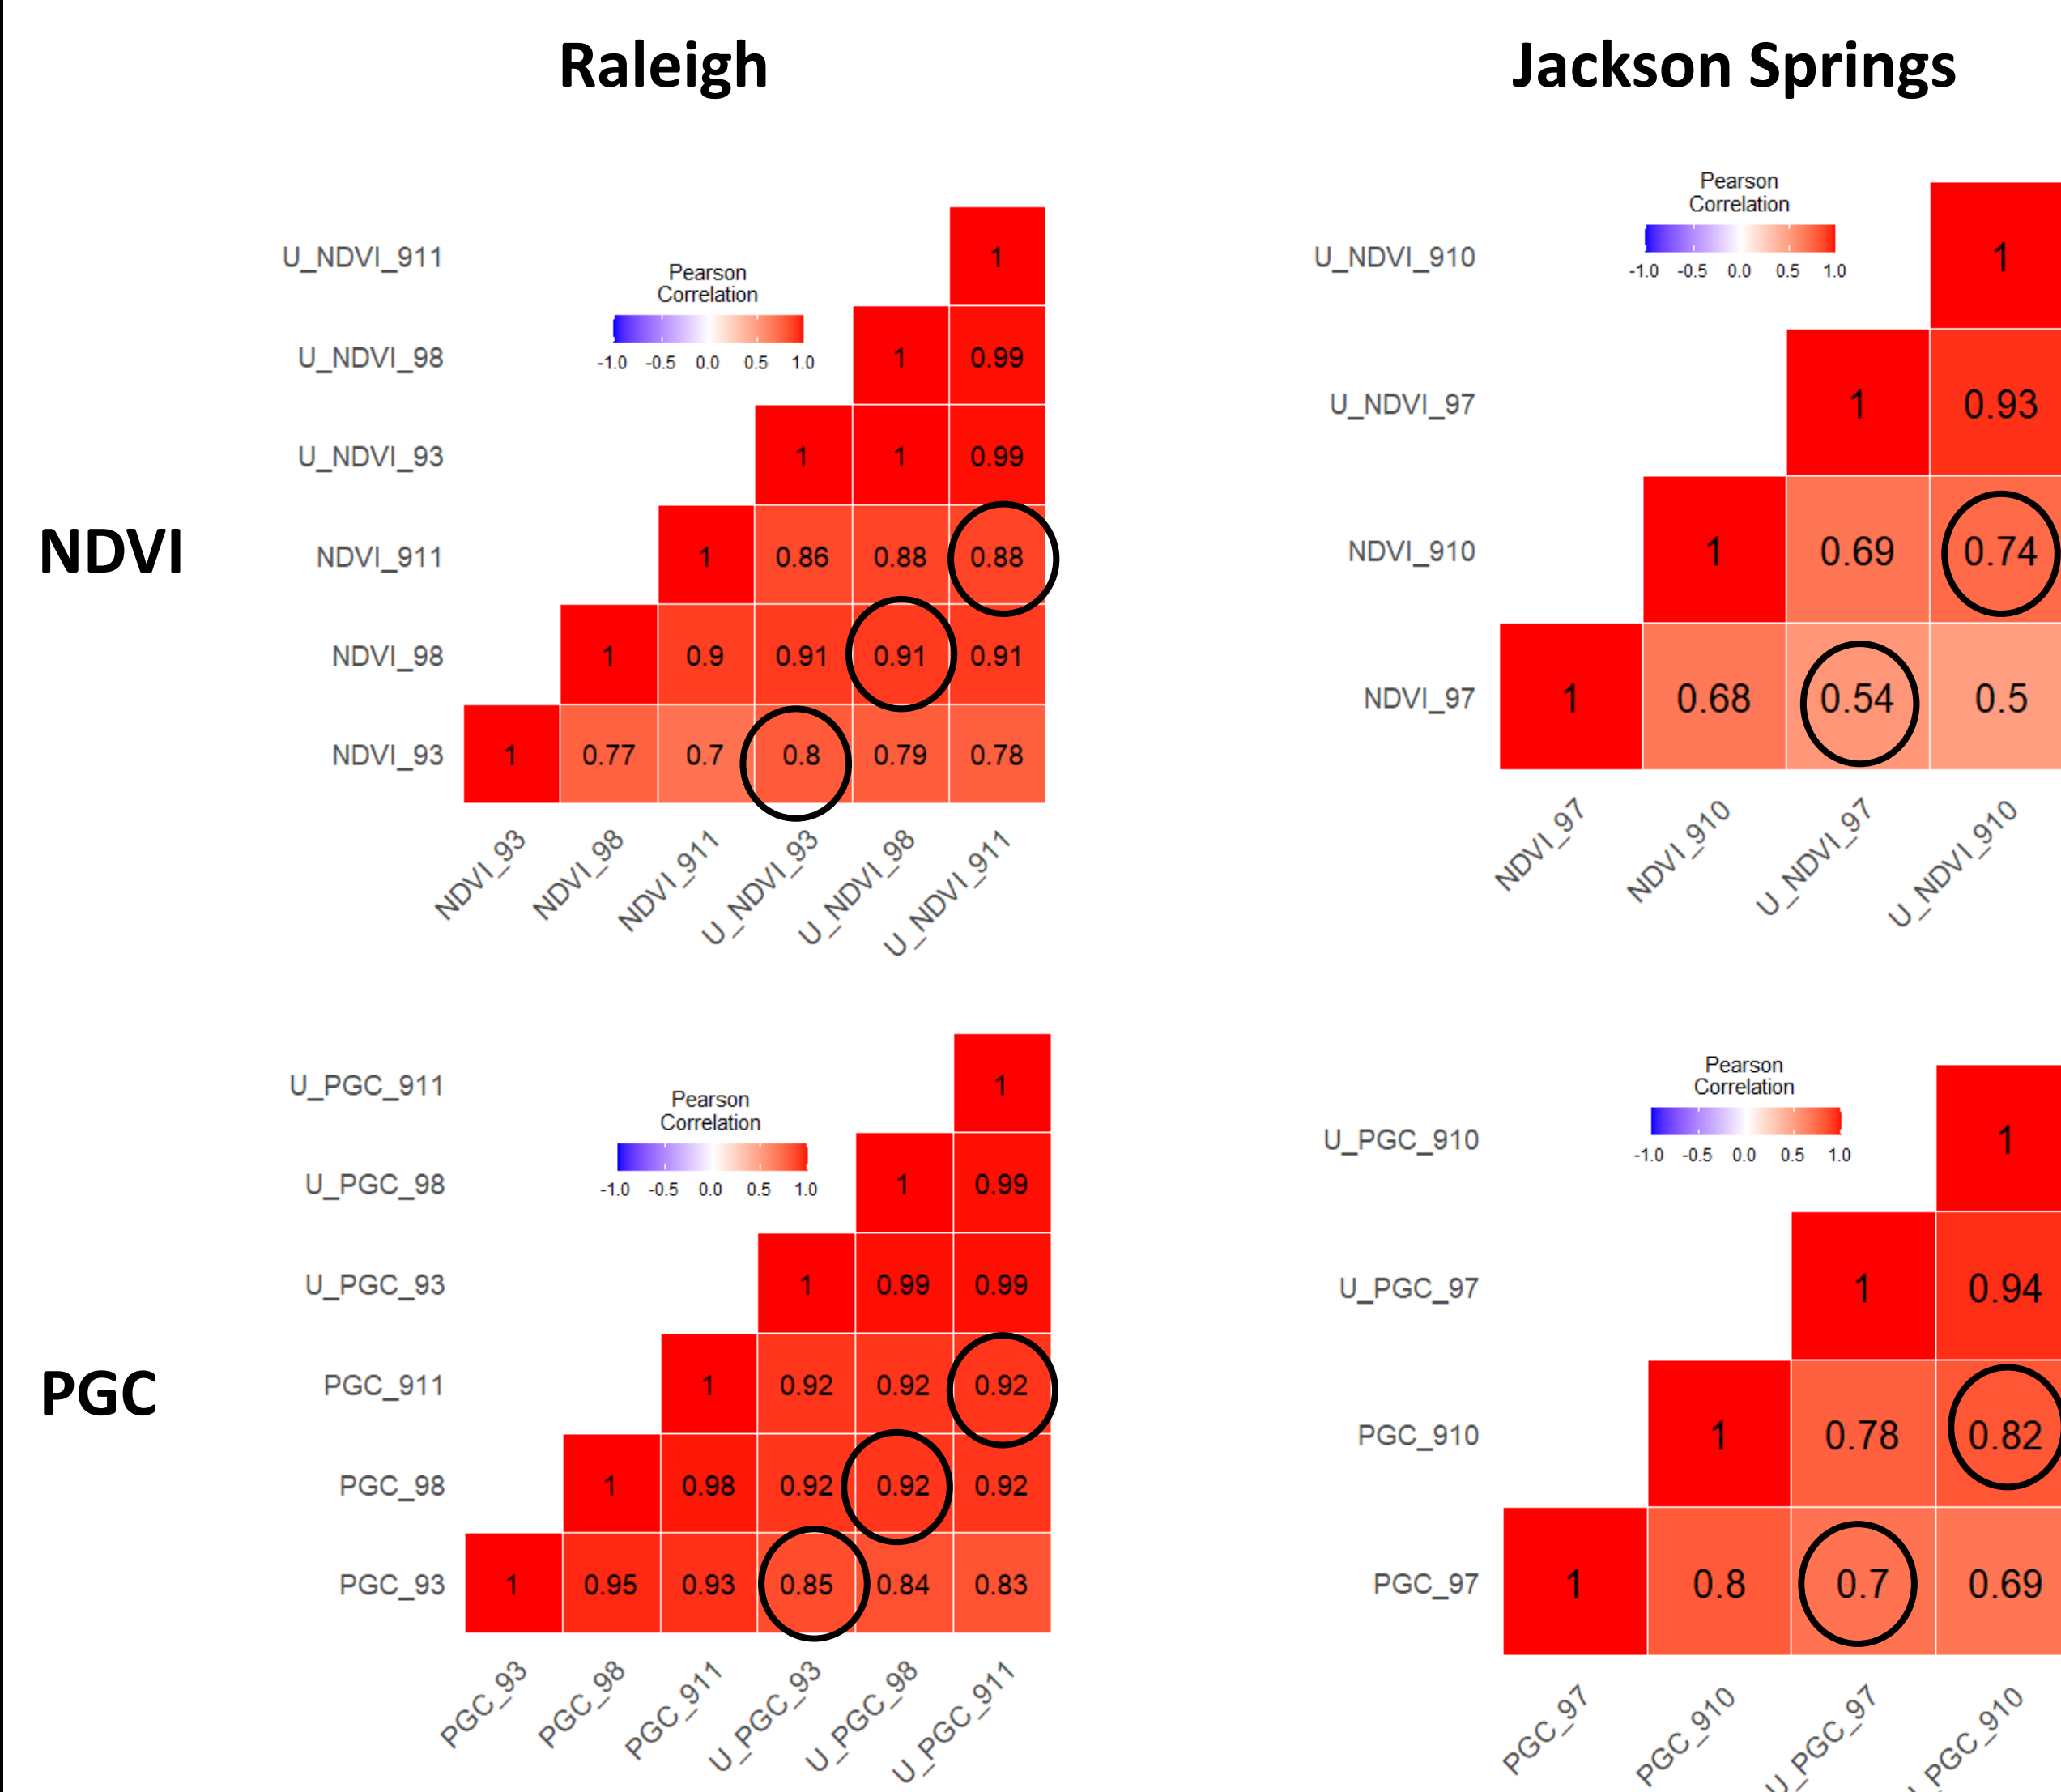 Raleigh
Jackson Springs
NDVI
Pearson
Correlation
-1.0 -0.5 0.0 0.5 1.0
U_NDVI_911 1
U_NDVI_98 1 0.99
U_NDVI_93 1 1 0.99
NDVI_911 1 0.86 0.88 0.88
NDVI_98 1 0.9 0.91 0.91 0.91
NDVI_93 1 0.77 0.7 0.8 0.79 0.78
NDVI_93 NDVI_98 NDVI_911 U_NDVI_93 U_NDVI_98 U_NDVI_911
Pearson
Correlation
-1.0 -0.5 0.0 0.5 1.0
U_NDVI_910 1
U_NDVI_97 1 0.93
NDVI_910 1 0.69 0.74
NDVI_97 1 0.68 0.54 0.5
NDVI_97 NDVI_910 U_NDVI_97 U_NDVI_910
PGC
Pearson
Correlation
-1.0 -0.5 0.0 0.5 1.0
U_PGC_911 1
U_PGC_98 1 0.99
U_PGC_93 1 0.99 0.99
PGC_911 1 0.92 0.92 0.92
PGC_98 1 0.98 0.92 0.92 0.92
PGC_93 1 0.95 0.93 0.85 0.84 0.83
PGC_93 PGC_98 PGC_911 U_PGC_93 U_PGC_98 U_PGC_911
Pearson
Correlation
-1.0 -0.5 0.0 0.5 1.0
U_PGC_910 1
U_PGC_97 1 0.94
PGC_910 1 0.78 0.82
PGC_97 1 0.8 0.7 0.69
PGC_97 PGC_910 U_PGC_97 _PGC_910